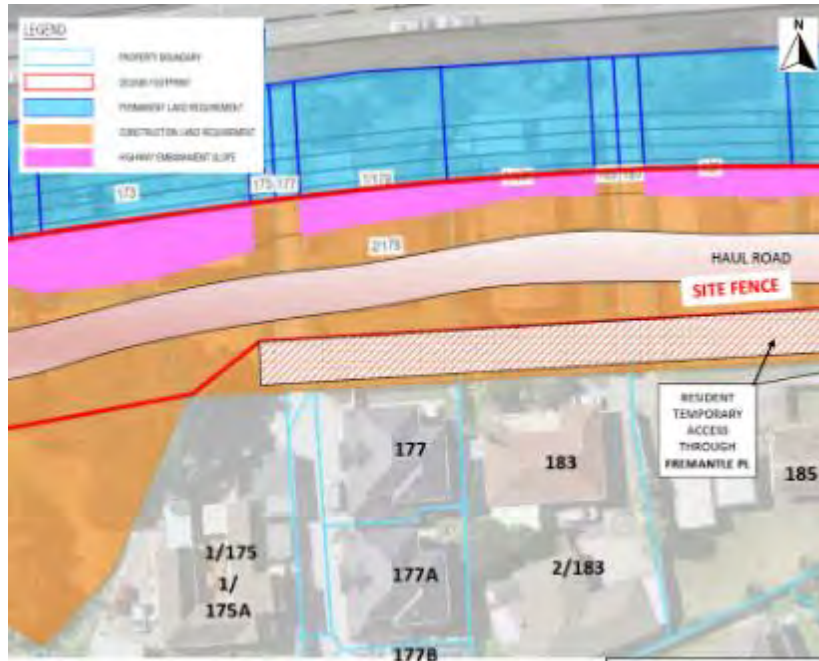 LEGEND
PROPERTY BOUNDARY
DESIGN FOOTPRINT
PERMANENT LAND REQUIREMENT
CONSTRUCTION LAND REQUIREMENT
HIGHWAY EMBANKMENT SLOPE
N
173
175
177
1/179
2/175
HAUL ROAD
SITE FENCE
RESIDENT
TEMPORARY
ACCESS
THROUGH
FREMANTLE PL
177
183
185
1/175
1/
175A
177A
2/183
177B